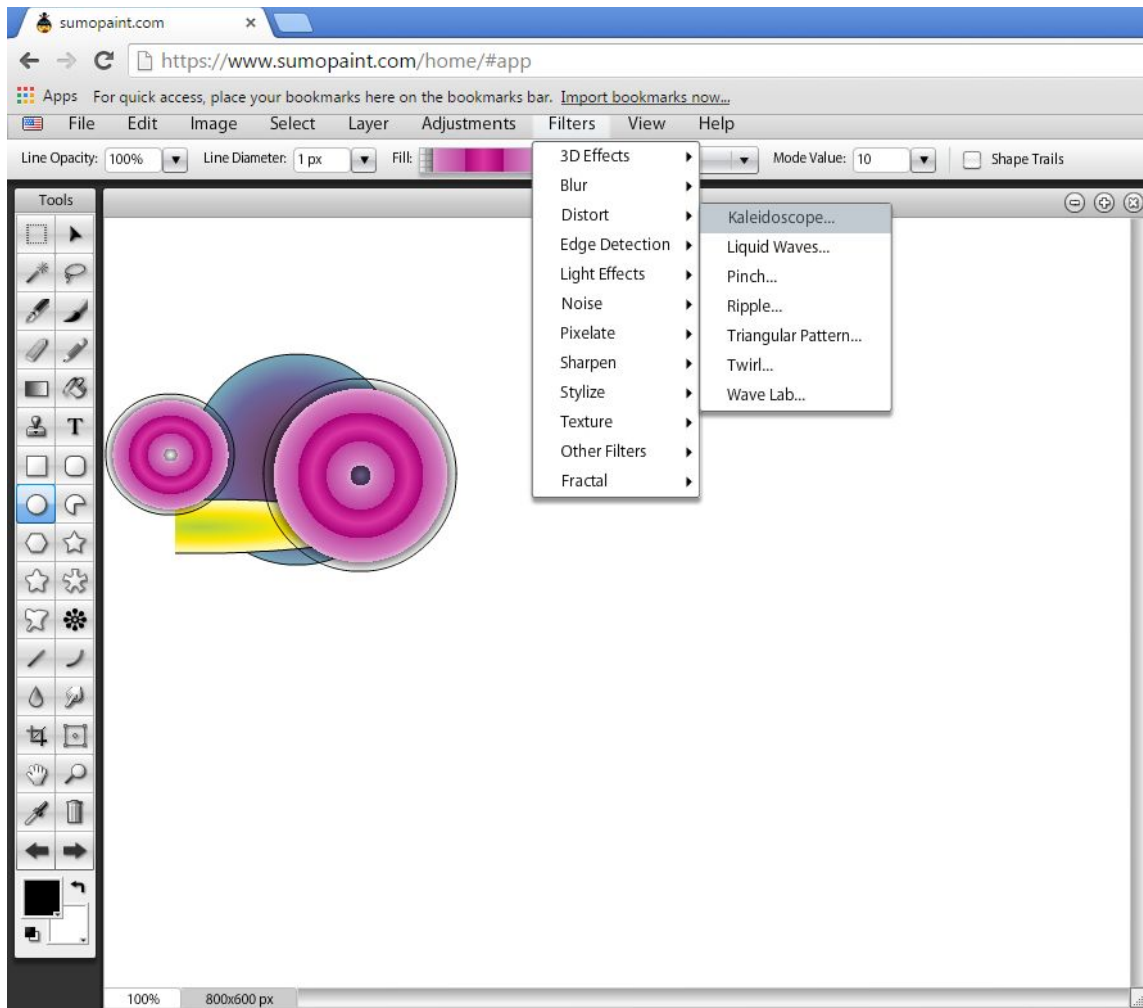 sumopaint.com
https://www.sumopaint.com/home/#app
Apps For quick access, place your bookmarks here on the bookmarks bar. Import bookmarks now...
File Edit Image Select Layer Adjustments Filters View Help
Line Opacity: 100% Line Diameter: 1 px Fill: Mode Value: 10 Shape Trails
Tools
3D Effects
Blur
Distort
Edge Detection
Light Effects
Noise
Pixelate
Sharpen
Stylize
Texture
Other Filters
Fractal
Kaleidoscope...
Liquid Waves...
Pinch...
Ripple...
Triangular Pattern...
Twirl...
Wave Lab...
T
100% 800x600 px